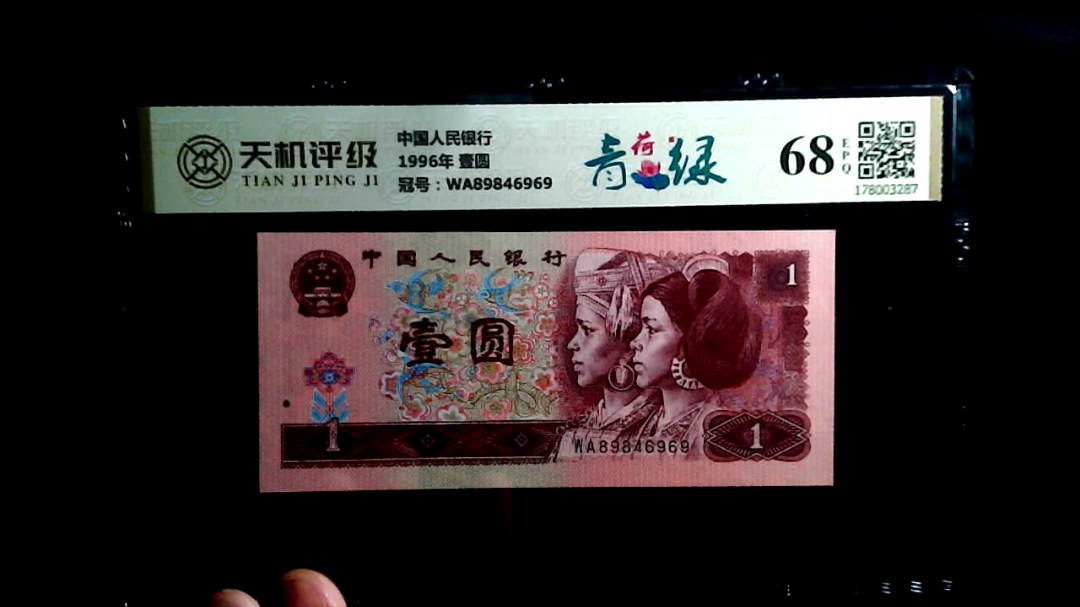 天机评级
TIAN JI PING JI
中国人民银行
1996年 壹圆
冠号：WA89846969
青荷绿
68
EPQ
178003287
中国人民银行
1
壹圆
1
WA89846969
1